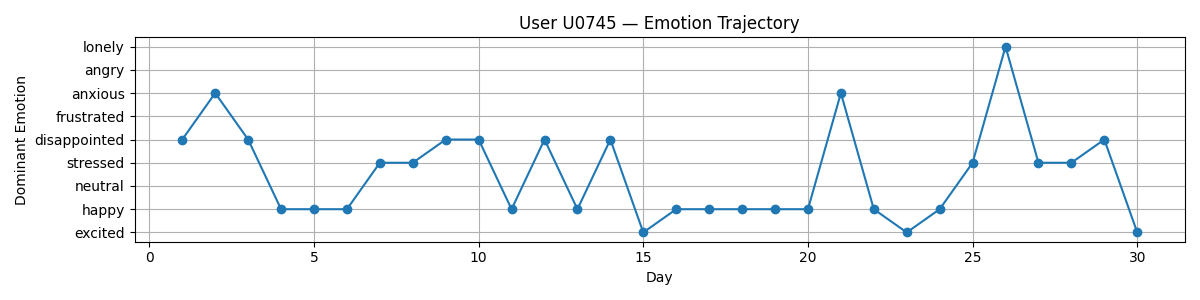 User U0745 — Emotion Trajectory
Dominant Emotion
lonely
angry
anxious
frustrated
disappointed
stressed
neutral
happy
excited
0 5 10 15 20 25 30
Day